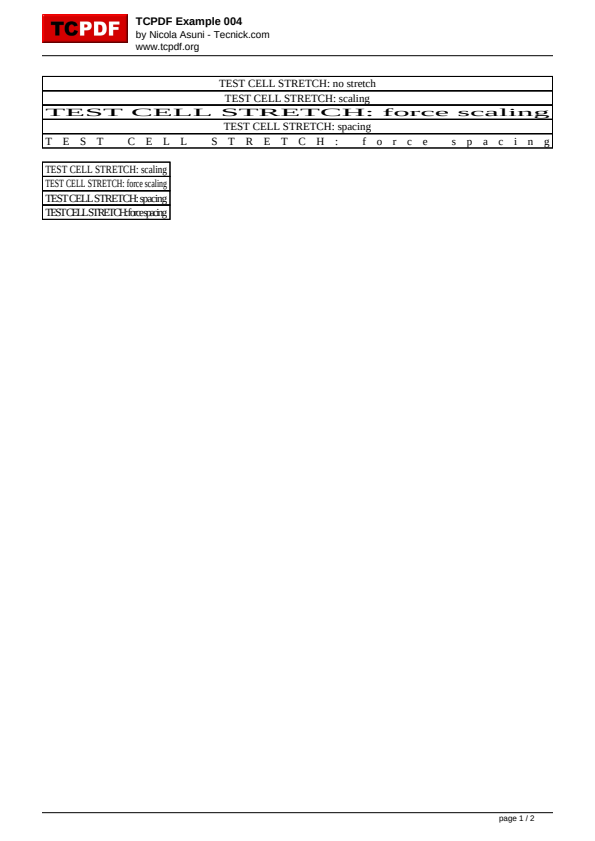 TCPDF
TCPDF Example 004
by Nicola Asuni - Tecnick.com
www.tcpdf.org
TEST CELL STRETCH: no stretch
TEST CELL STRETCH: scaling
TEST CELL STRETCH: force scaling
TEST CELL STRETCH: spacing
TEST CELL STRETCH: force spacing
TEST CELL STRETCH: scaling
TEST CELL STRETCH: force scaling
TEST CELL STRETCH: spacing
TEST CELL STRETCH: force spacing
page 1 / 2